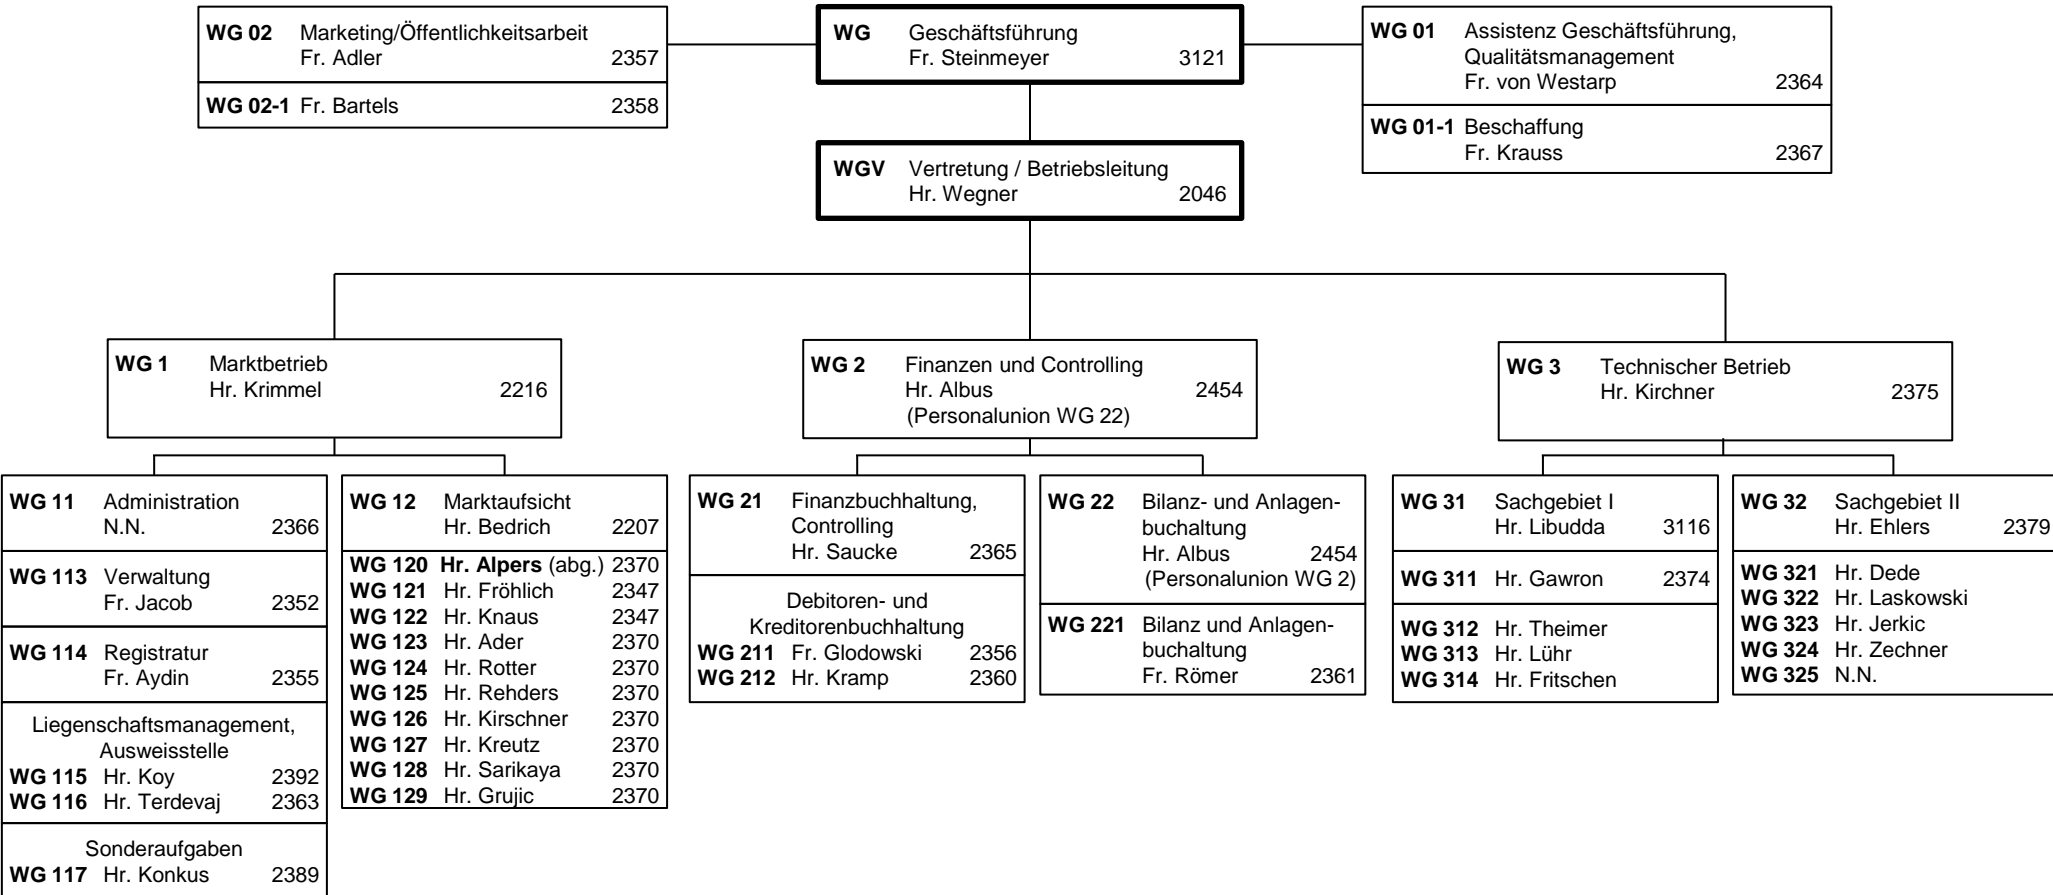 WG 02 Marketing/Öffentlichkeitsarbeit
Fr. Adler 2357
WG 02-1 Fr. Bartels 2358
WG Geschäftsführung
Fr. Steinmeyer 3121
WG 01 Assistenz Geschäftsführung,
Qualitätsmanagement
Fr. von Westarp 2364
WG 01-1 Beschaffung
Fr. Krauss 2367
WGV Vertretung / Betriebsleitung
Hr. Wegner 2046
WG 1 Marktbetrieb
Hr. Krimmel 2216
WG 2 Finanzen und Controlling
Hr. Albus 2454
(Personalunion WG 22)
WG 3 Technischer Betrieb
Hr. Kirchner 2375
WG 11 Administration
N.N. 2366
WG 113 Verwaltung
Fr. Jacob 2352
WG 114 Registratur
Fr. Aydin 2355
Liegenschaftsmanagement,
Ausweisstelle
WG 115 Hr. Koy 2392
WG 116 Hr. Terdevaj 2363
Sonderaufgaben
WG 117 Hr. Konkus 2389
WG 12 Marktaufsicht
Hr. Bedrich 2207
WG 120 Hr. Alpers (abg.) 2370
WG 121 Hr. Fröhlich 2347
WG 122 Hr. Knaus 2347
WG 123 Hr. Ader 2370
WG 124 Hr. Rotter 2370
WG 125 Hr. Rehders 2370
WG 126 Hr. Kirschner 2370
WG 127 Hr. Kreutz 2370
WG 128 Hr. Sarikaya 2370
WG 129 Hr. Grujic 2370
WG 21 Finanzbuchhaltung,
Controlling
Hr. Saucke 2365
Debitoren- und
Kreditorenbuchhaltung
WG 211 Fr. Glodowski 2356
WG 212 Hr. Kramp 2360
WG 22 Bilanz- und Anlagen-
buchaltung
Hr. Albus 2454
(Personalunion WG 2)
WG 221 Bilanz und Anlagen-
buchaltung
Fr. Römer 2361
WG 31 Sachgebiet I
Hr. Libudda 3116
WG 311 Hr. Gawron 2374
WG 312 Hr. Theimer
WG 313 Hr. Lühr
WG 314 Hr. Fritschen
WG 32 Sachgebiet II
Hr. Ehlers 2379
WG 321 Hr. Dede
WG 322 Hr. Laskowski
WG 323 Hr. Jerkic
WG 324 Hr. Zechner
WG 325 N.N.